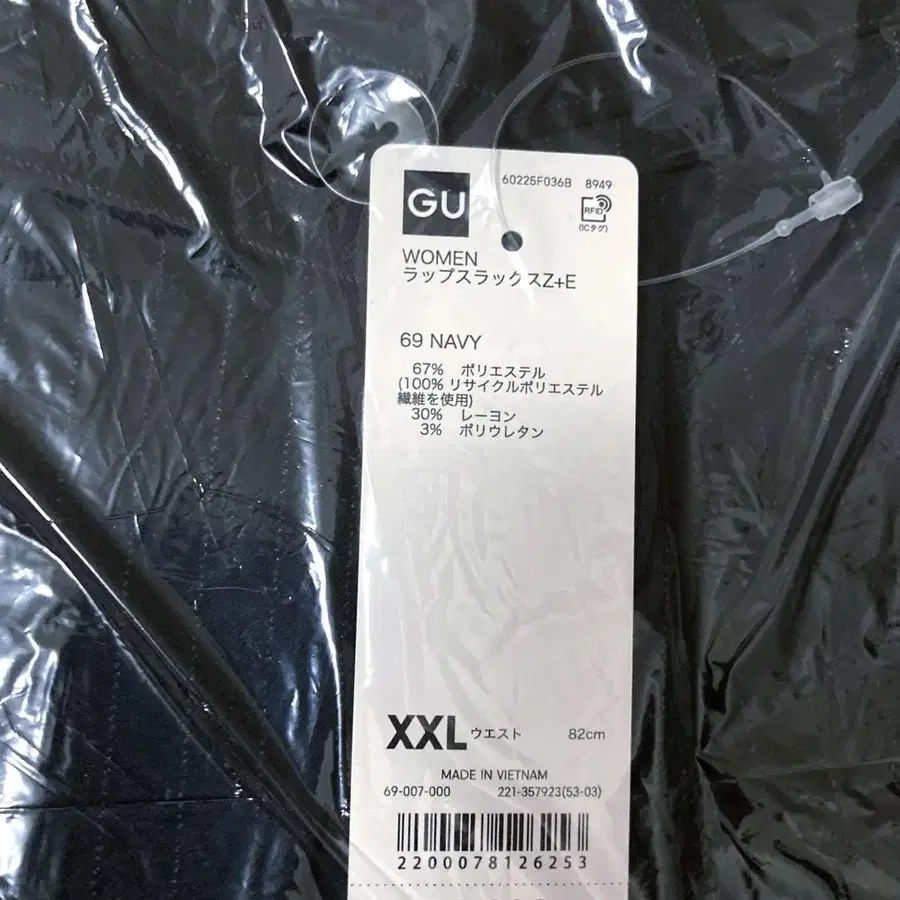 GU
60225F036B 8949
RFID
(ICタグ)
WOMEN
ラップスラックスZ+E
69 NAVY
67% ポリエステル
(100% リサイクルポリエステル
繊維を使用)
30% レーヨン
3% ポリウレタン
XXL ウエスト 82cm
MADE IN VIETNAM
69-007-000 221-357923(53-03)
2200078126253